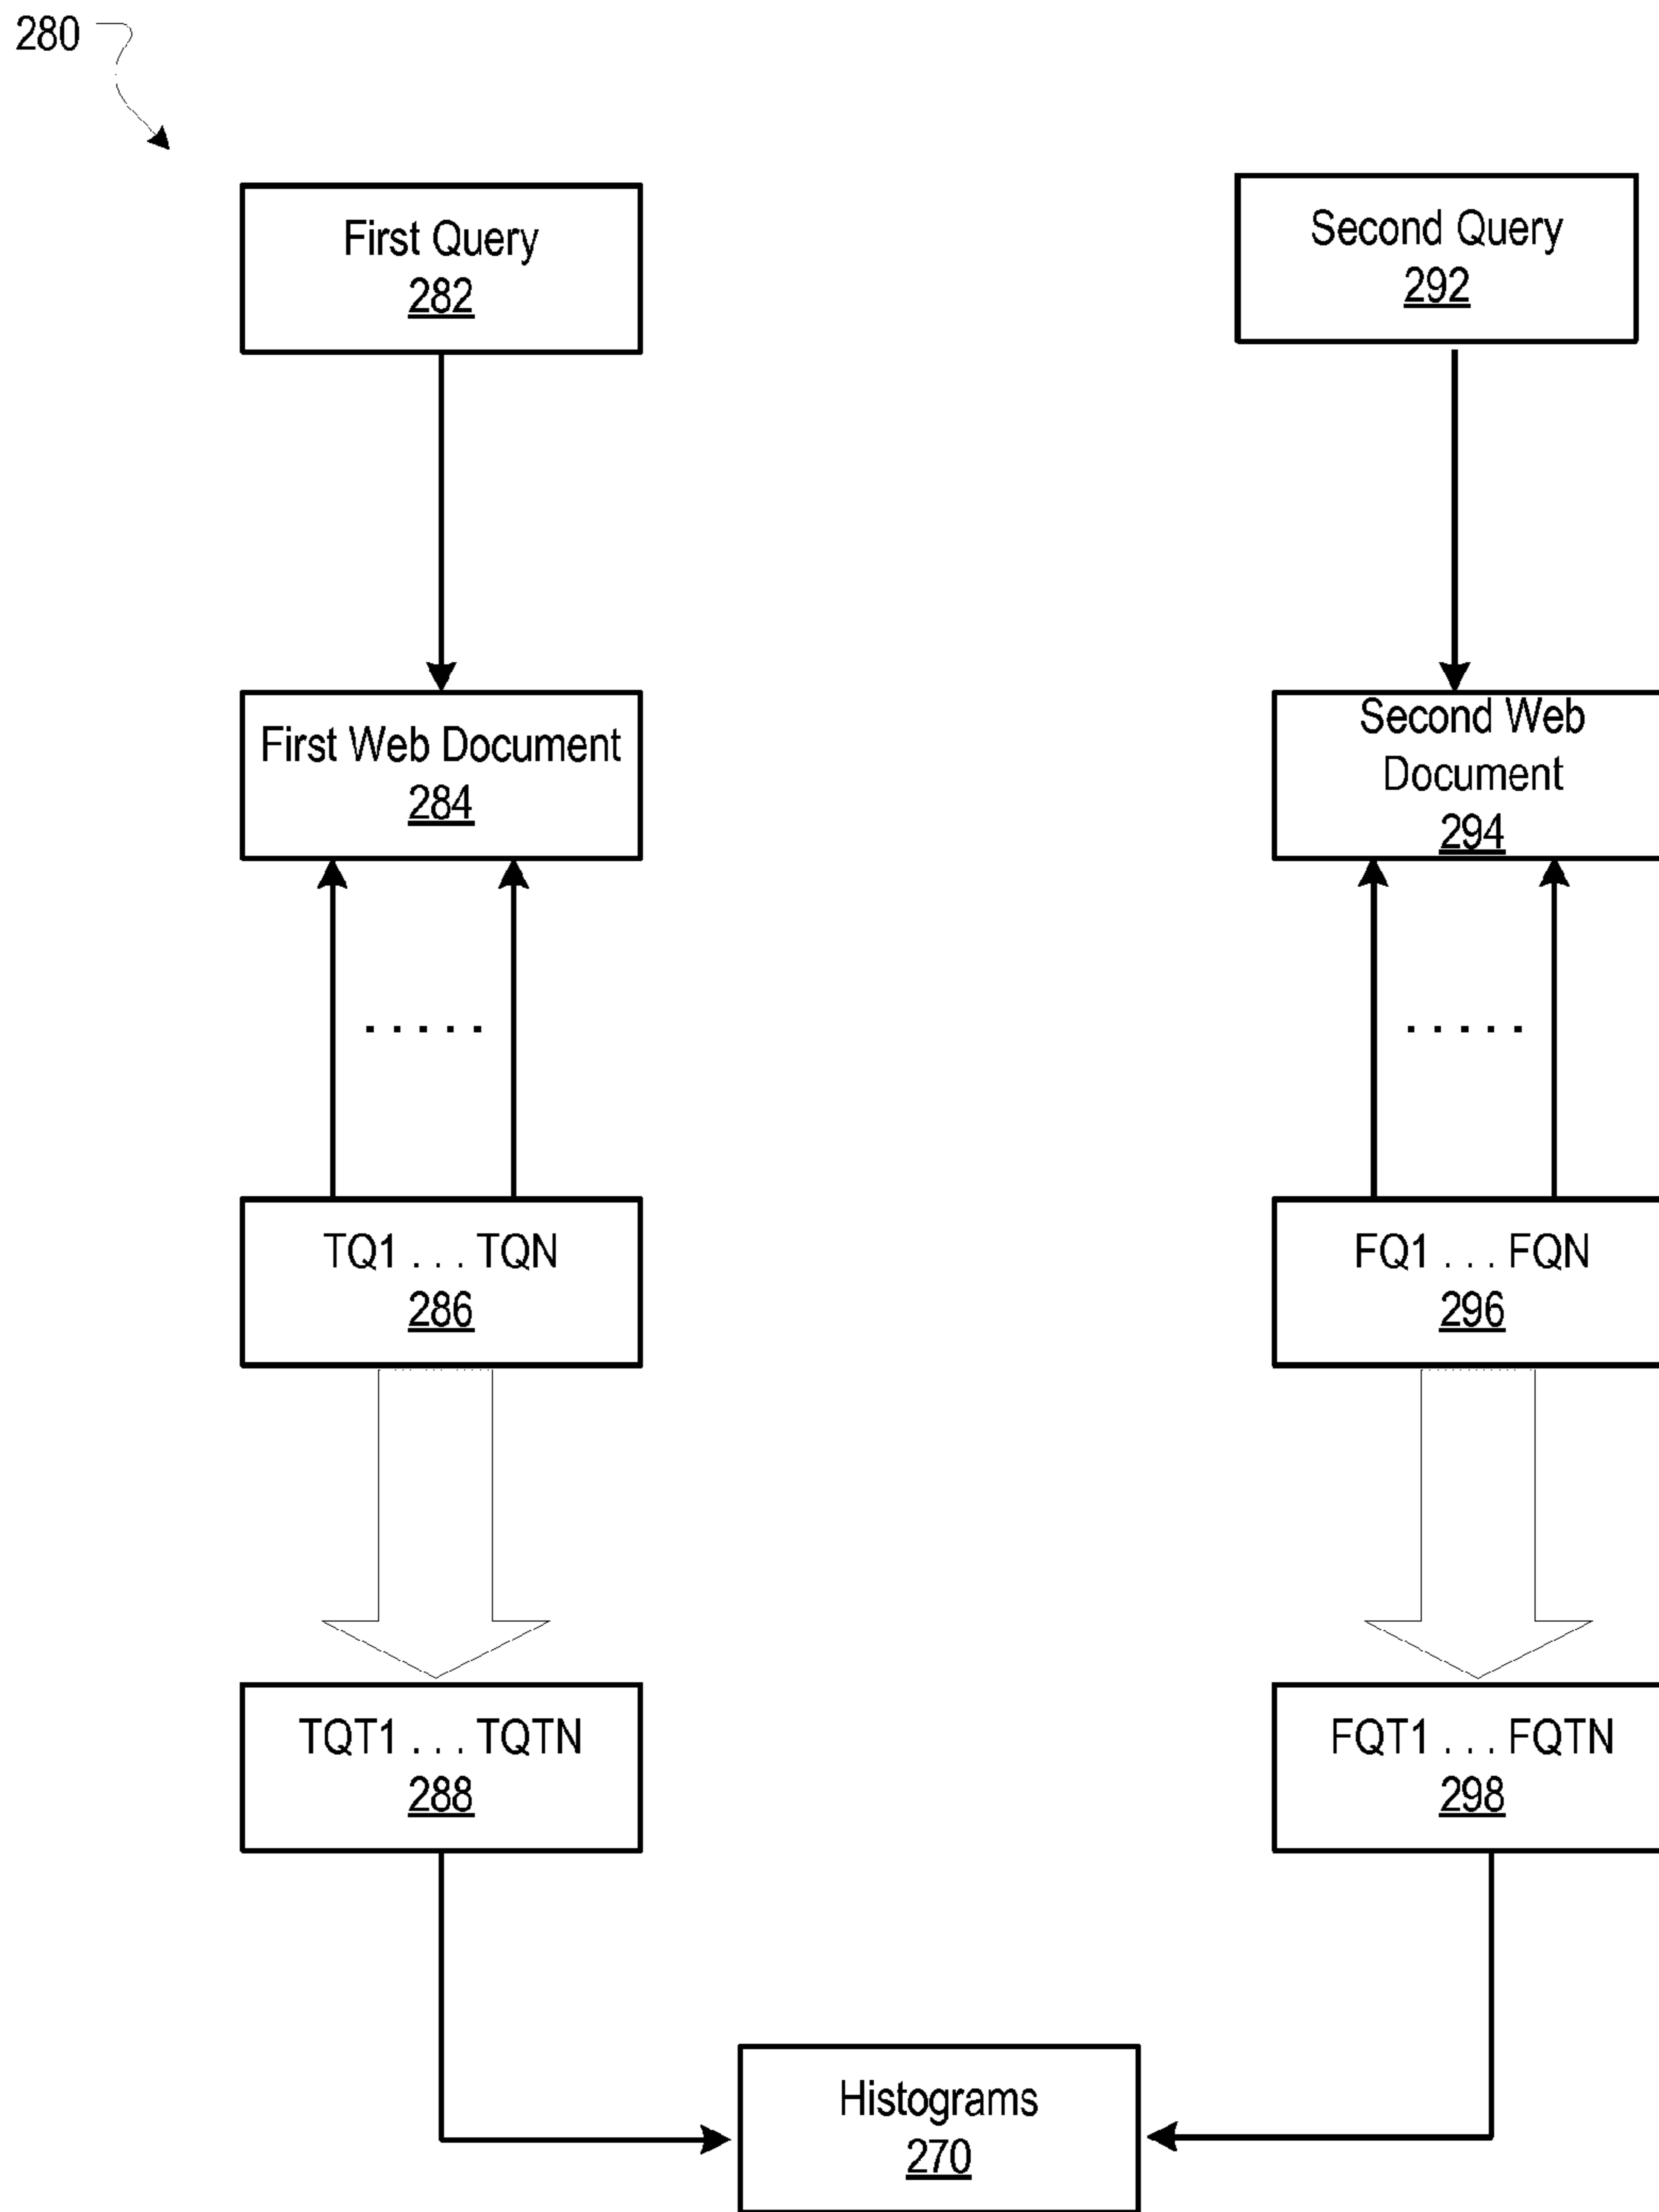 280
First Query
282
Second Query
292
First Web Document
284
Second Web
Document
294
.....
.....
TQ1 . . . TQN
286
FQ1 . . . FQN
296
TQT1 . . . TQTN
288
FQT1 . . . FQTN
298
Histograms
270